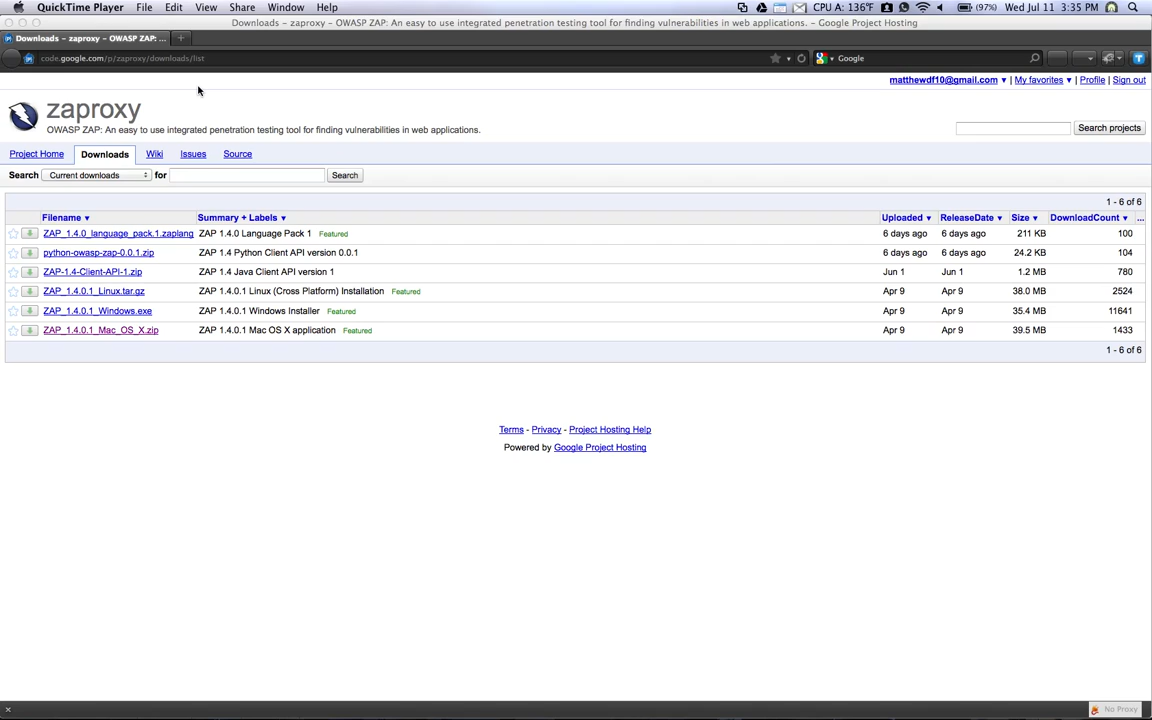 QuickTime Player File Edit View Share Window Help CPU A: 136°F (97%) Wed Jul 11 3:35 PM
Downloads – zaproxy – OWASP ZAP: An easy to use integrated penetration testing tool for finding vulnerabilities in web applications. – Google Project Hosting
Downloads – zaproxy – OWASP ZAP: ... +
code.google.com/p/zaproxy/downloads/list Google
matthewdf10@gmail.com ▼ | My favorites ▼ | Profile | Sign out
zaproxy
OWASP ZAP: An easy to use integrated penetration testing tool for finding vulnerabilities in web applications.
Search projects
Project Home Downloads Wiki Issues Source
Search Current downloads for Search
1 - 6 of 6
Filename ▼ Summary + Labels ▼ Uploaded ▼ ReleaseDate ▼ Size ▼ DownloadCount ▼ ...
ZAP_1.4.0_language_pack.1.zaplang ZAP 1.4.0 Language Pack 1 Featured 6 days ago 6 days ago 211 KB 100
python-owasp-zap-0.0.1.zip ZAP 1.4 Python Client API version 0.0.1 6 days ago 6 days ago 24.2 KB 104
ZAP-1.4-Client-API-1.zip ZAP 1.4 Java Client API version 1 Jun 1 Jun 1 1.2 MB 780
ZAP_1.4.0.1_Linux.tar.gz ZAP 1.4.0.1 Linux (Cross Platform) Installation Featured Apr 9 Apr 9 38.0 MB 2524
ZAP_1.4.0.1_Windows.exe ZAP 1.4.0.1 Windows Installer Featured Apr 9 Apr 9 35.4 MB 11641
ZAP_1.4.0.1_Mac_OS_X.zip ZAP 1.4.0.1 Mac OS X application Featured Apr 9 Apr 9 39.5 MB 1433
1 - 6 of 6
Terms - Privacy - Project Hosting Help
Powered by Google Project Hosting
× No Proxy